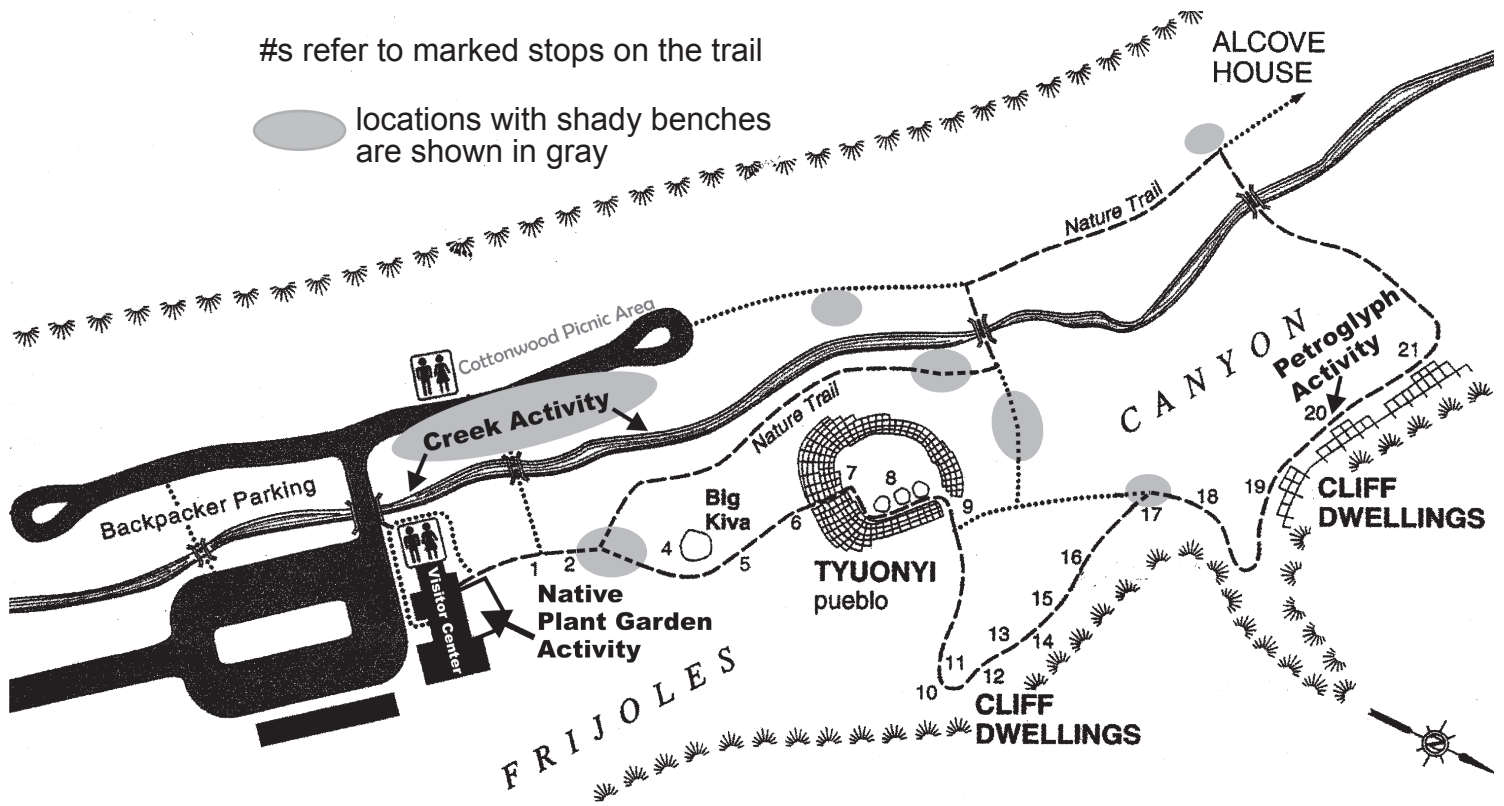 #s refer to marked stops on the trail
locations with shady benches
are shown in gray
ALCOVE
HOUSE
Nature Trail
Cottonwood Picnic Area
Creek Activity
Nature Trail
Backpacker Parking
CANYON
Petroglyph
Activity
21
20
19
CLIFF
DWELLINGS
18
17
16
15
14
13
12
11
10
CLIFF
DWELLINGS
9
8
7
6
TYUONYI
pueblo
5
Big
Kiva
4
2
1
Native
Plant Garden
Activity
Visitor Center
FRIJOLES
N